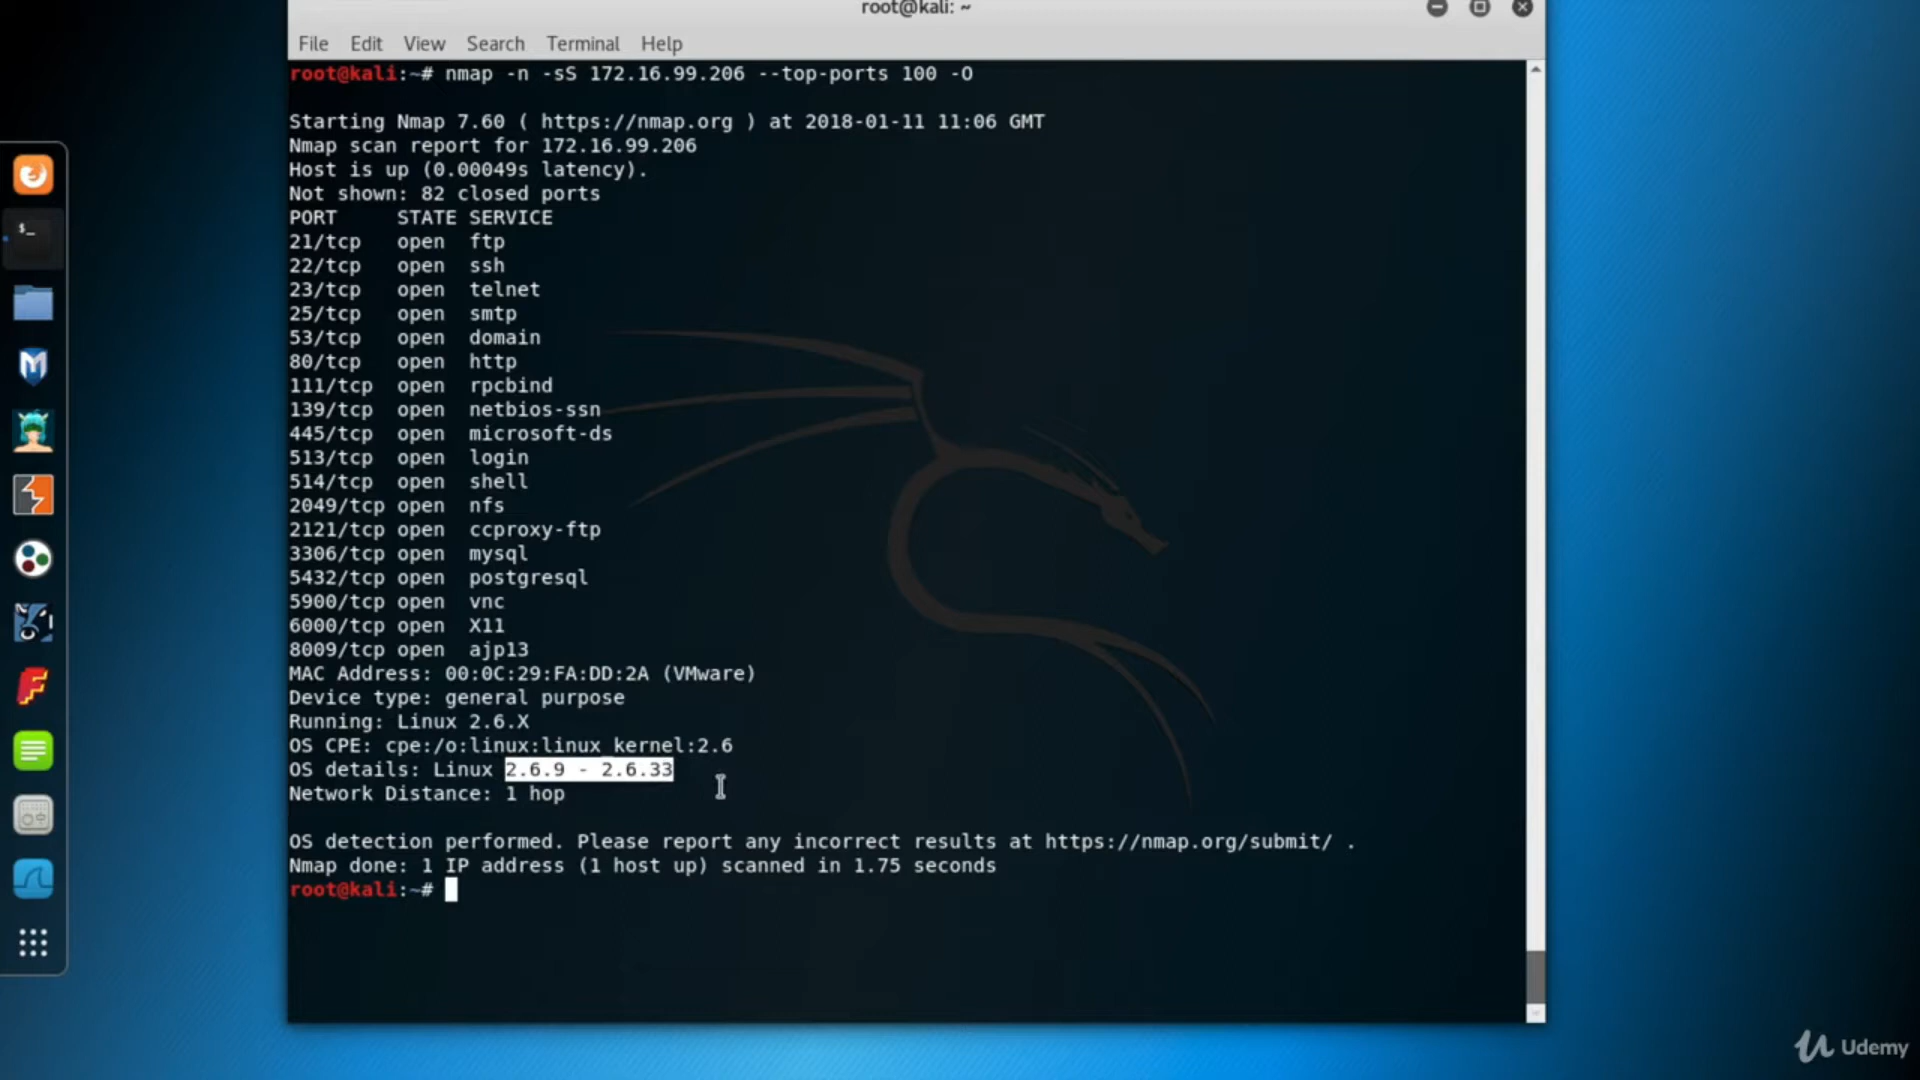 root@kali: ~
File Edit View Search Terminal Help
root@kali:~# nmap -n -sS 172.16.99.206 --top-ports 100 -O
Starting Nmap 7.60 ( https://nmap.org ) at 2018-01-11 11:06 GMT
Nmap scan report for 172.16.99.206
Host is up (0.00049s latency).
Not shown: 82 closed ports
PORT     STATE SERVICE
21/tcp   open  ftp
22/tcp   open  ssh
23/tcp   open  telnet
25/tcp   open  smtp
53/tcp   open  domain
80/tcp   open  http
111/tcp  open  rpcbind
139/tcp  open  netbios-ssn
445/tcp  open  microsoft-ds
513/tcp  open  login
514/tcp  open  shell
2049/tcp open  nfs
2121/tcp open  ccproxy-ftp
3306/tcp open  mysql
5432/tcp open  postgresql
5900/tcp open  vnc
6000/tcp open  X11
8009/tcp open  ajp13
MAC Address: 00:0C:29:FA:DD:2A (VMware)
Device type: general purpose
Running: Linux 2.6.X
OS CPE: cpe:/o:linux:linux_kernel:2.6
OS details: Linux 2.6.9 - 2.6.33
Network Distance: 1 hop
OS detection performed. Please report any incorrect results at https://nmap.org/submit/ .
Nmap done: 1 IP address (1 host up) scanned in 1.75 seconds
root@kali:~#
Udemy